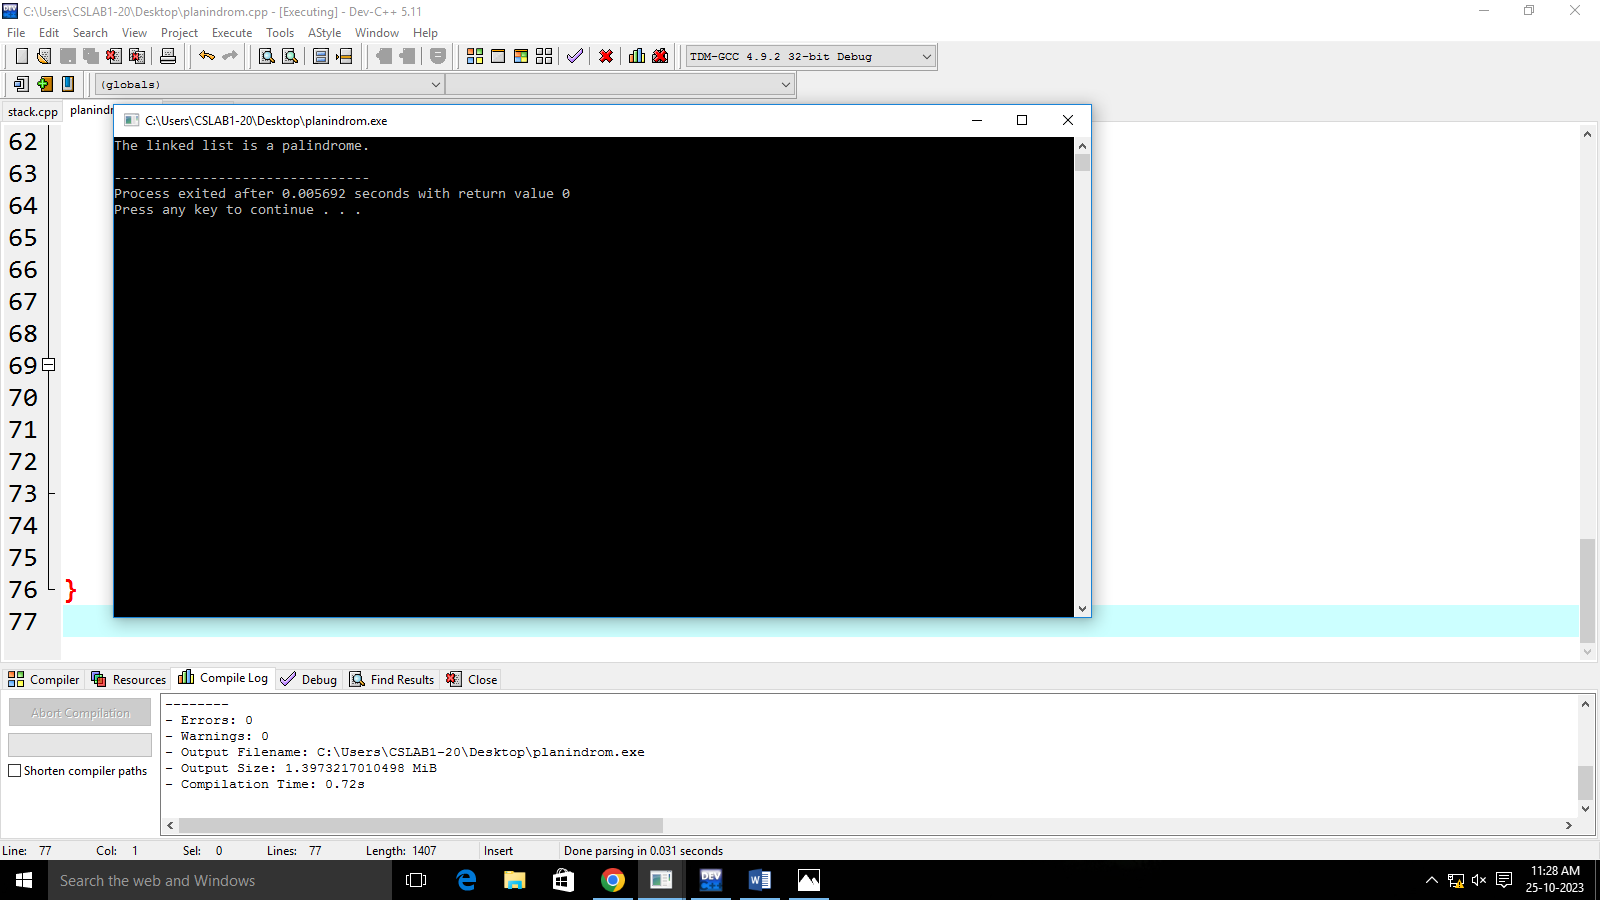 C:\Users\CSLAB1-20\Desktop\planindrom.cpp - [Executing] - Dev-C++ 5.11
File Edit Search View Project Execute Tools AStyle Window Help
TDM-GCC 4.9.2 32-bit Debug
(globals)
stack.cpp planindr
C:\Users\CSLAB1-20\Desktop\planindrom.exe
The linked list is a palindrome.
--------------------------------
Process exited after 0.005692 seconds with return value 0
Press any key to continue . . .
62
63
64
65
66
67
68
69
70
71
72
73
74
75
76 }
77
Compiler Resources Compile Log Debug Find Results Close
Abort Compilation
Shorten compiler paths
--------
- Errors: 0
- Warnings: 0
- Output Filename: C:\Users\CSLAB1-20\Desktop\planindrom.exe
- Output Size: 1.3973217010498 MiB
- Compilation Time: 0.72s
Line: 77 Col: 1 Sel: 0 Lines: 77 Length: 1407 Insert Done parsing in 0.031 seconds
Search the web and Windows
DEV
11:28 AM
25-10-2023